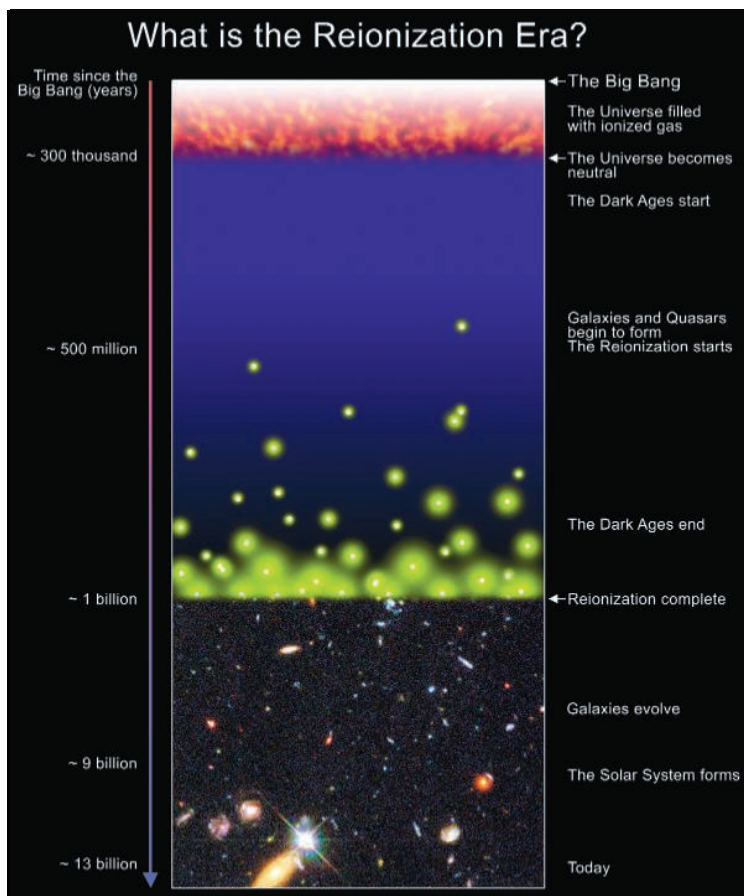 What is the Reionization Era?
Time since the
Big Bang (years)
The Big Bang
The Universe filled
with ionized gas
~ 300 thousand
The Universe becomes
neutral
The Dark Ages start
Galaxies and Quasars
begin to form
~ 500 million
The Reionization starts
The Dark Ages end
~ 1 billion
Reionization complete
Galaxies evolve
~ 9 billion
The Solar System forms
~ 13 billion
Today